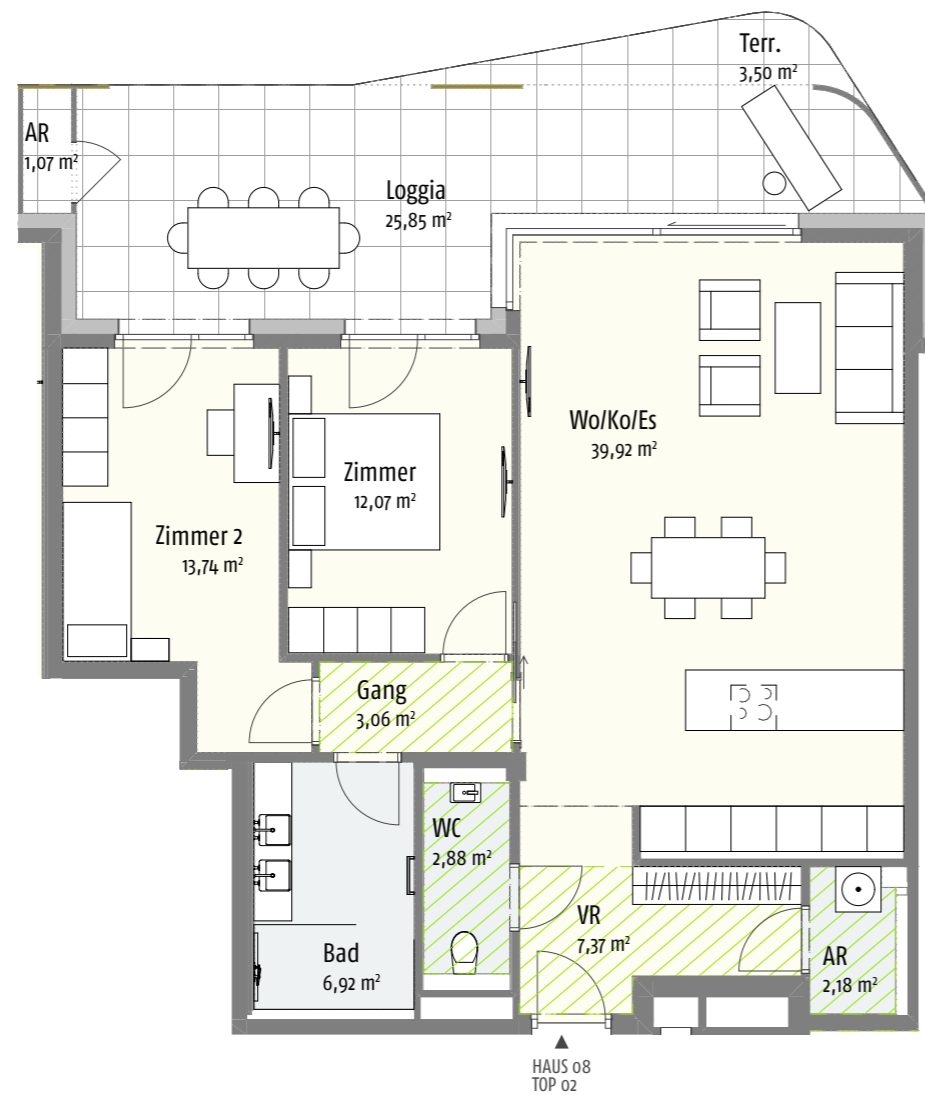 Terr.
3,50 m²
AR
1,07 m²
Loggia
25,85 m²
Wo/Ko/Es
39,92 m²
Zimmer
12,07 m²
Zimmer 2
13,74 m²
Gang
3,06 m²
WC
2,88 m²
VR
7,37 m²
Bad
6,92 m²
AR
2,18 m²
HAUS 08
TOP 02